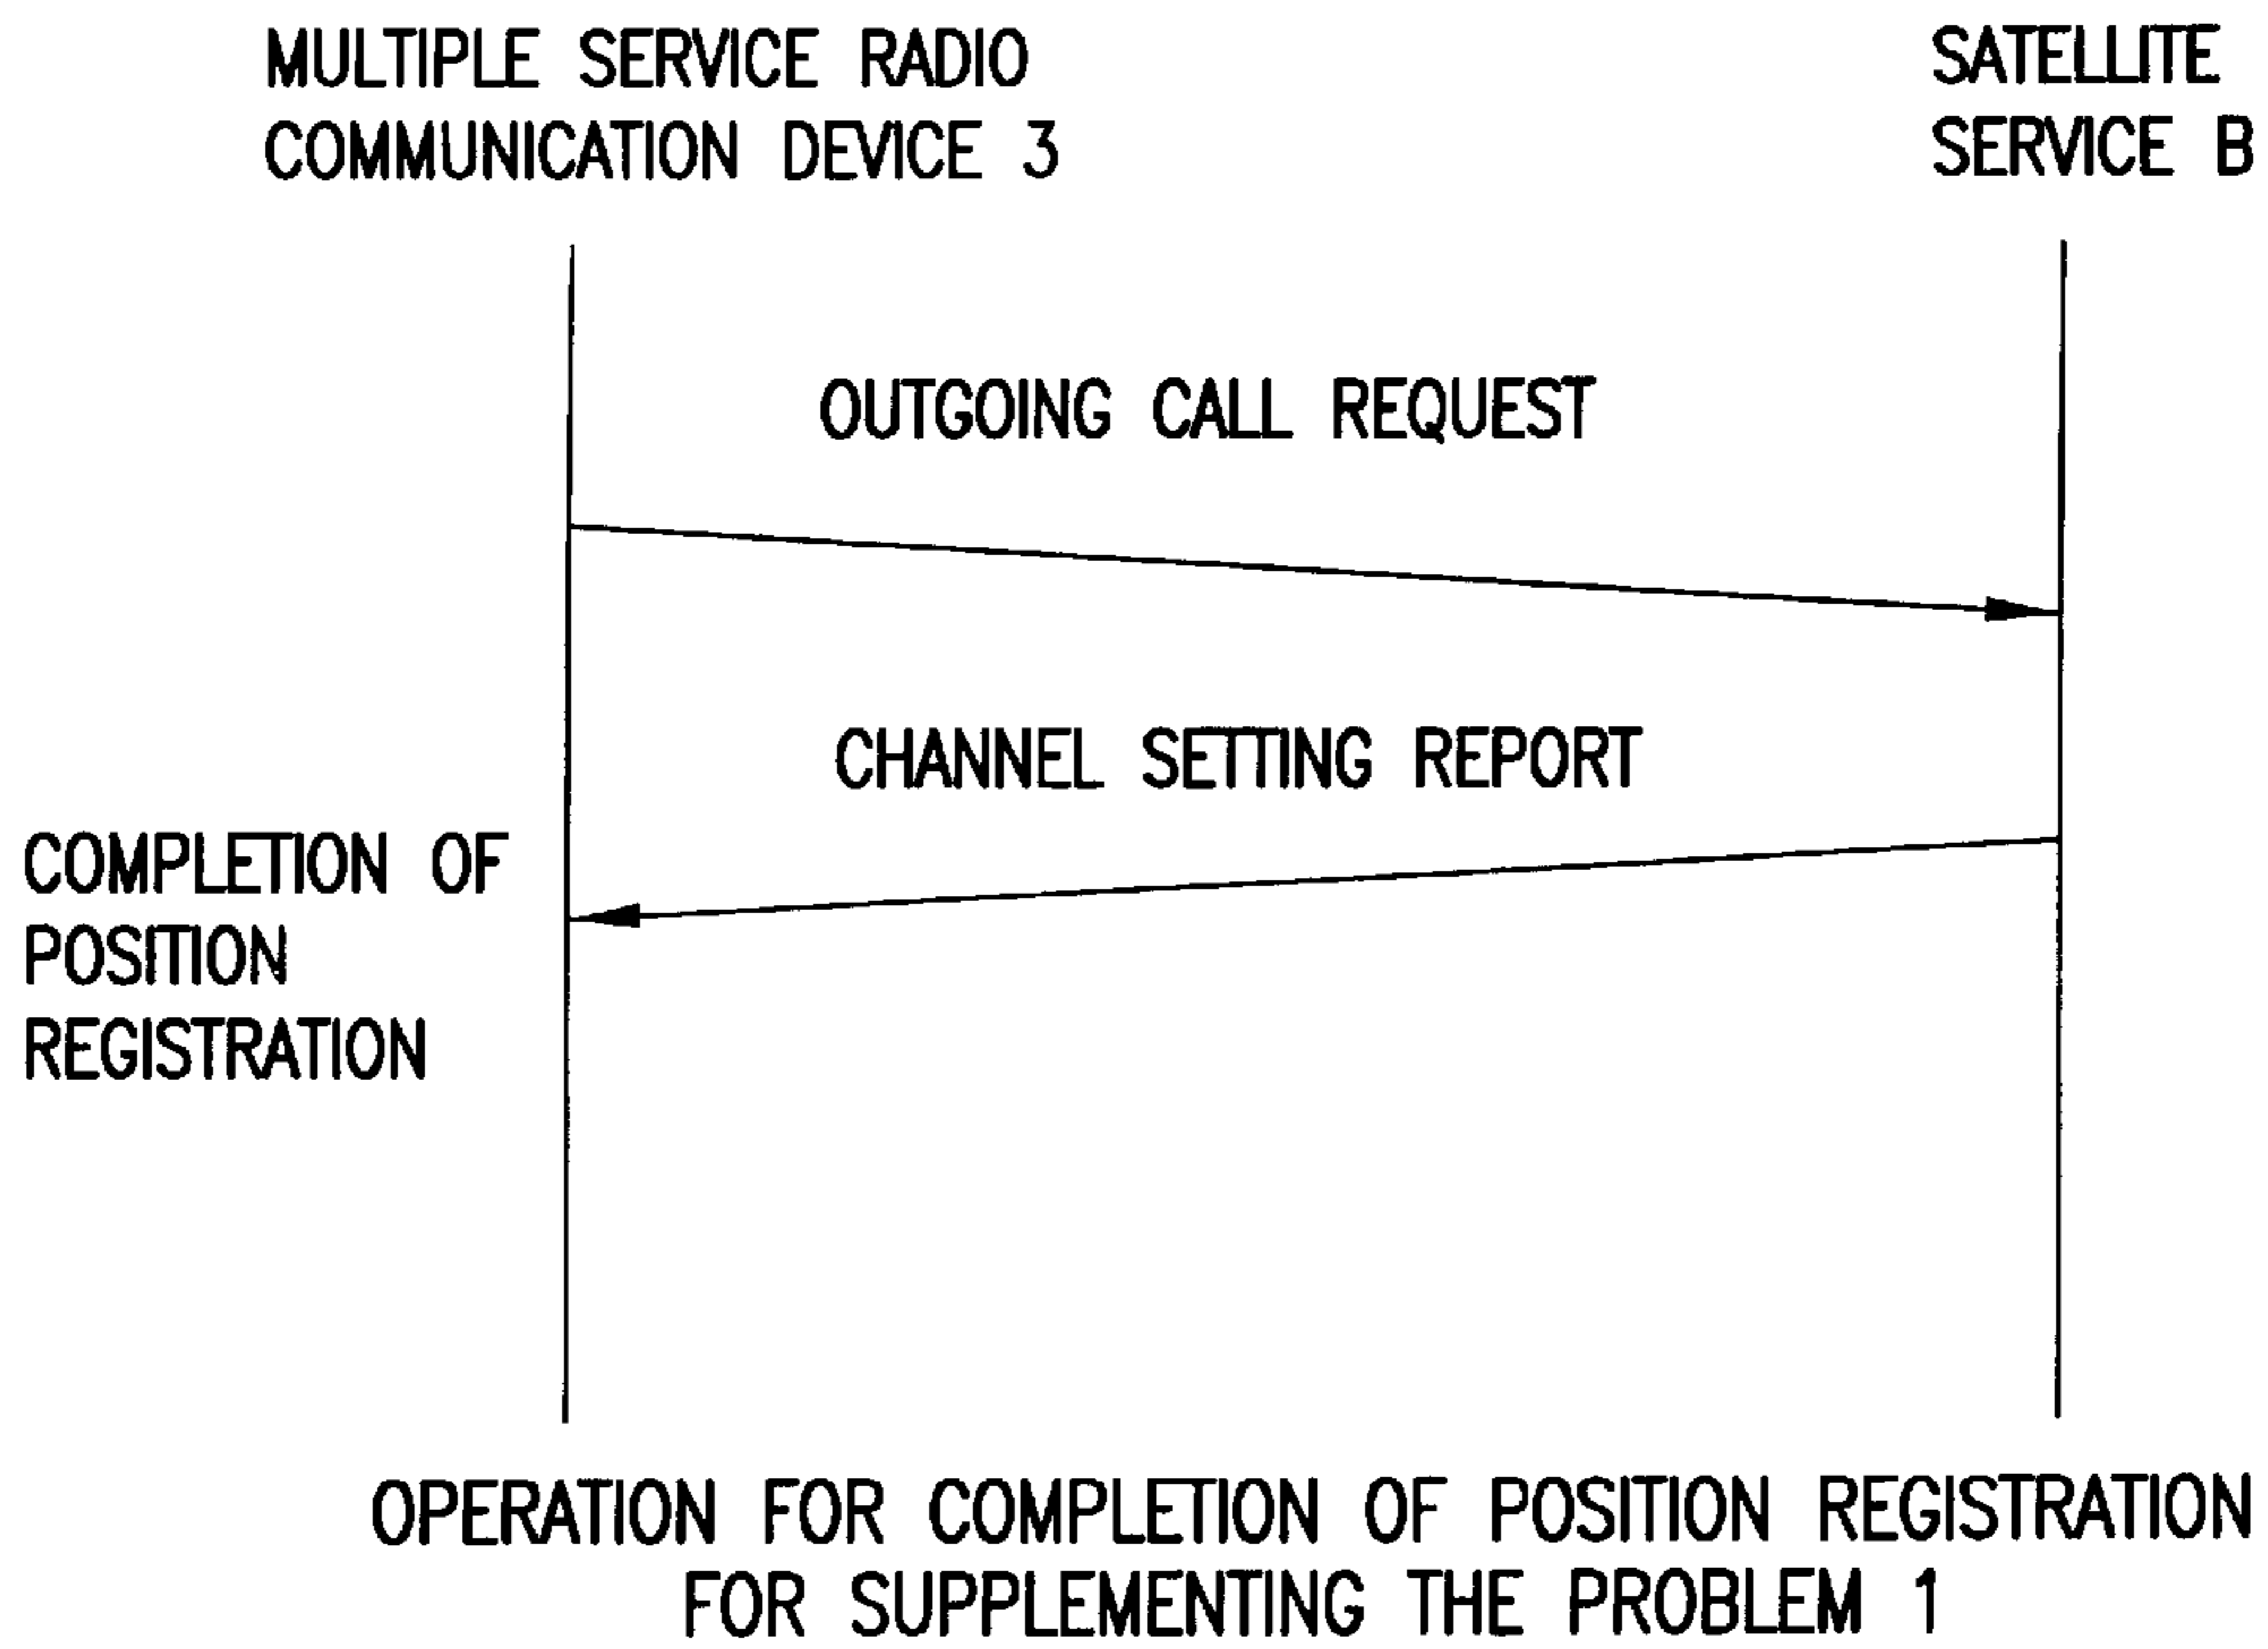 MULTIPLE SERVICE RADIO
COMMUNICATION DEVICE 3
SATELLITE
SERVICE B
OUTGOING CALL REQUEST
CHANNEL SETTING REPORT
COMPLETION OF
POSITION
REGISTRATION
OPERATION FOR COMPLETION OF POSITION REGISTRATION
FOR SUPPLEMENTING THE PROBLEM 1